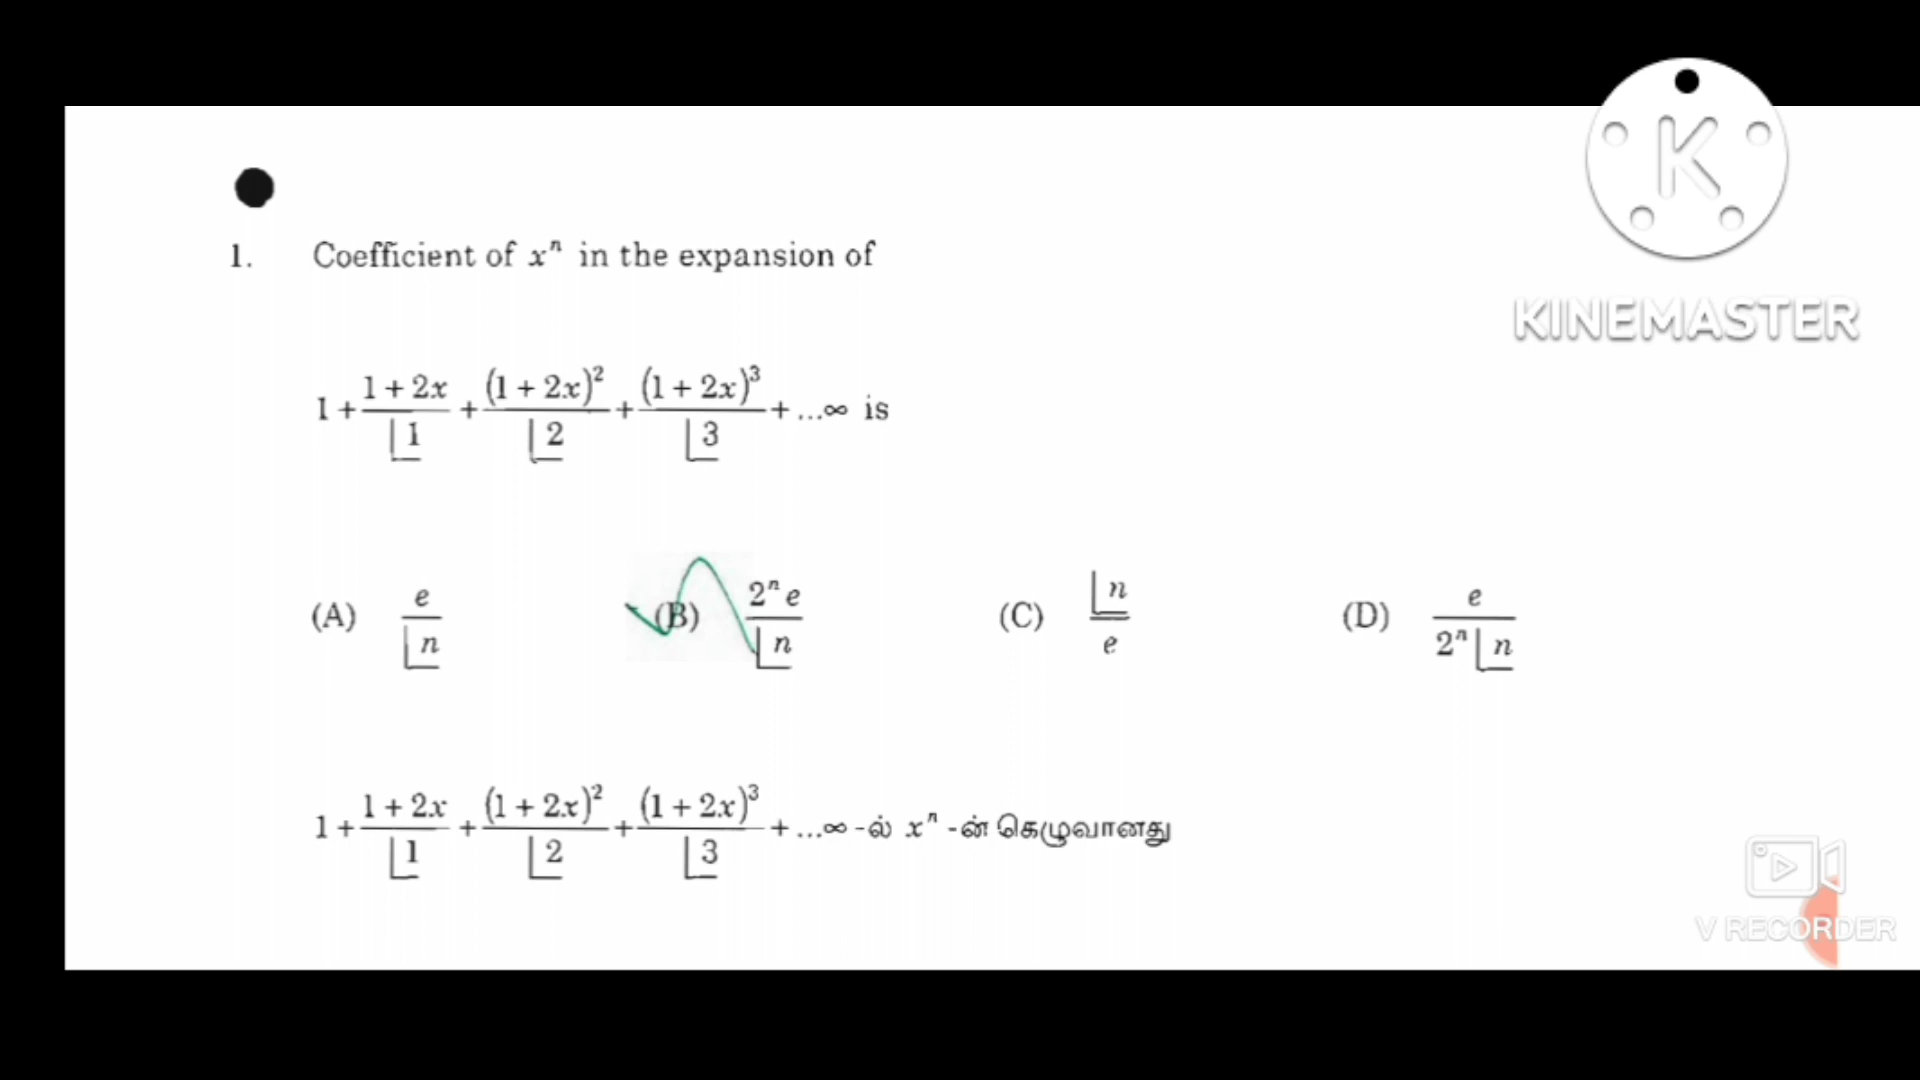 K
KINEMASTER
1. Coefficient of xⁿ in the expansion of
1 + (1 + 2x)/⌊1 + (1 + 2x)²/⌊2 + (1 + 2x)³/⌊3 + ...∞ is
(A) e/⌊n (B) 2ⁿ e/⌊n (C) ⌊n/e (D) e/2ⁿ⌊n
1 + (1 + 2x)/⌊1 + (1 + 2x)²/⌊2 + (1 + 2x)³/⌊3 + ...∞ -ல் xⁿ -ன் கெழுவானது
V RECORDER